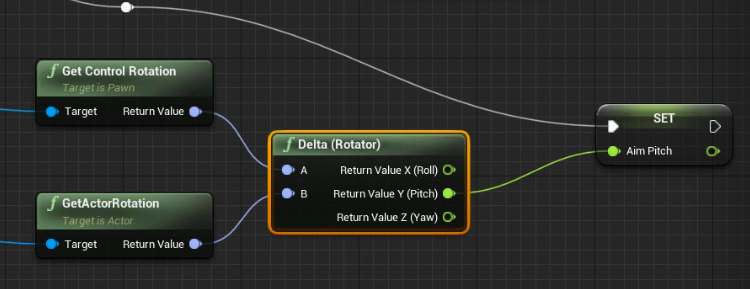 f Get Control Rotation
Target is Pawn
Target Return Value
SET
f Delta (Rotator)
Aim Pitch
A Return Value X (Roll)
B Return Value Y (Pitch)
Return Value Z (Yaw)
f GetActorRotation
Target is Actor
Target Return Value